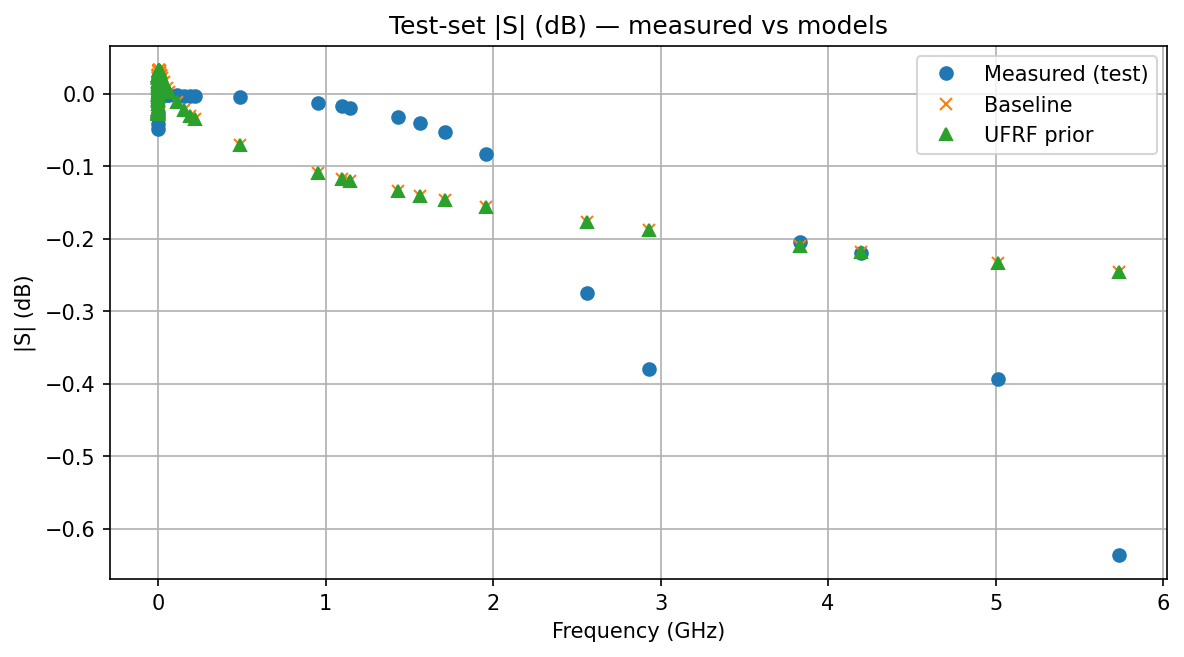 Test-set |S| (dB) — measured vs models
Measured (test)
Baseline
UFRF prior
|S| (dB)
0.0
−0.1
−0.2
−0.3
−0.4
−0.5
−0.6
0 1 2 3 4 5 6
Frequency (GHz)